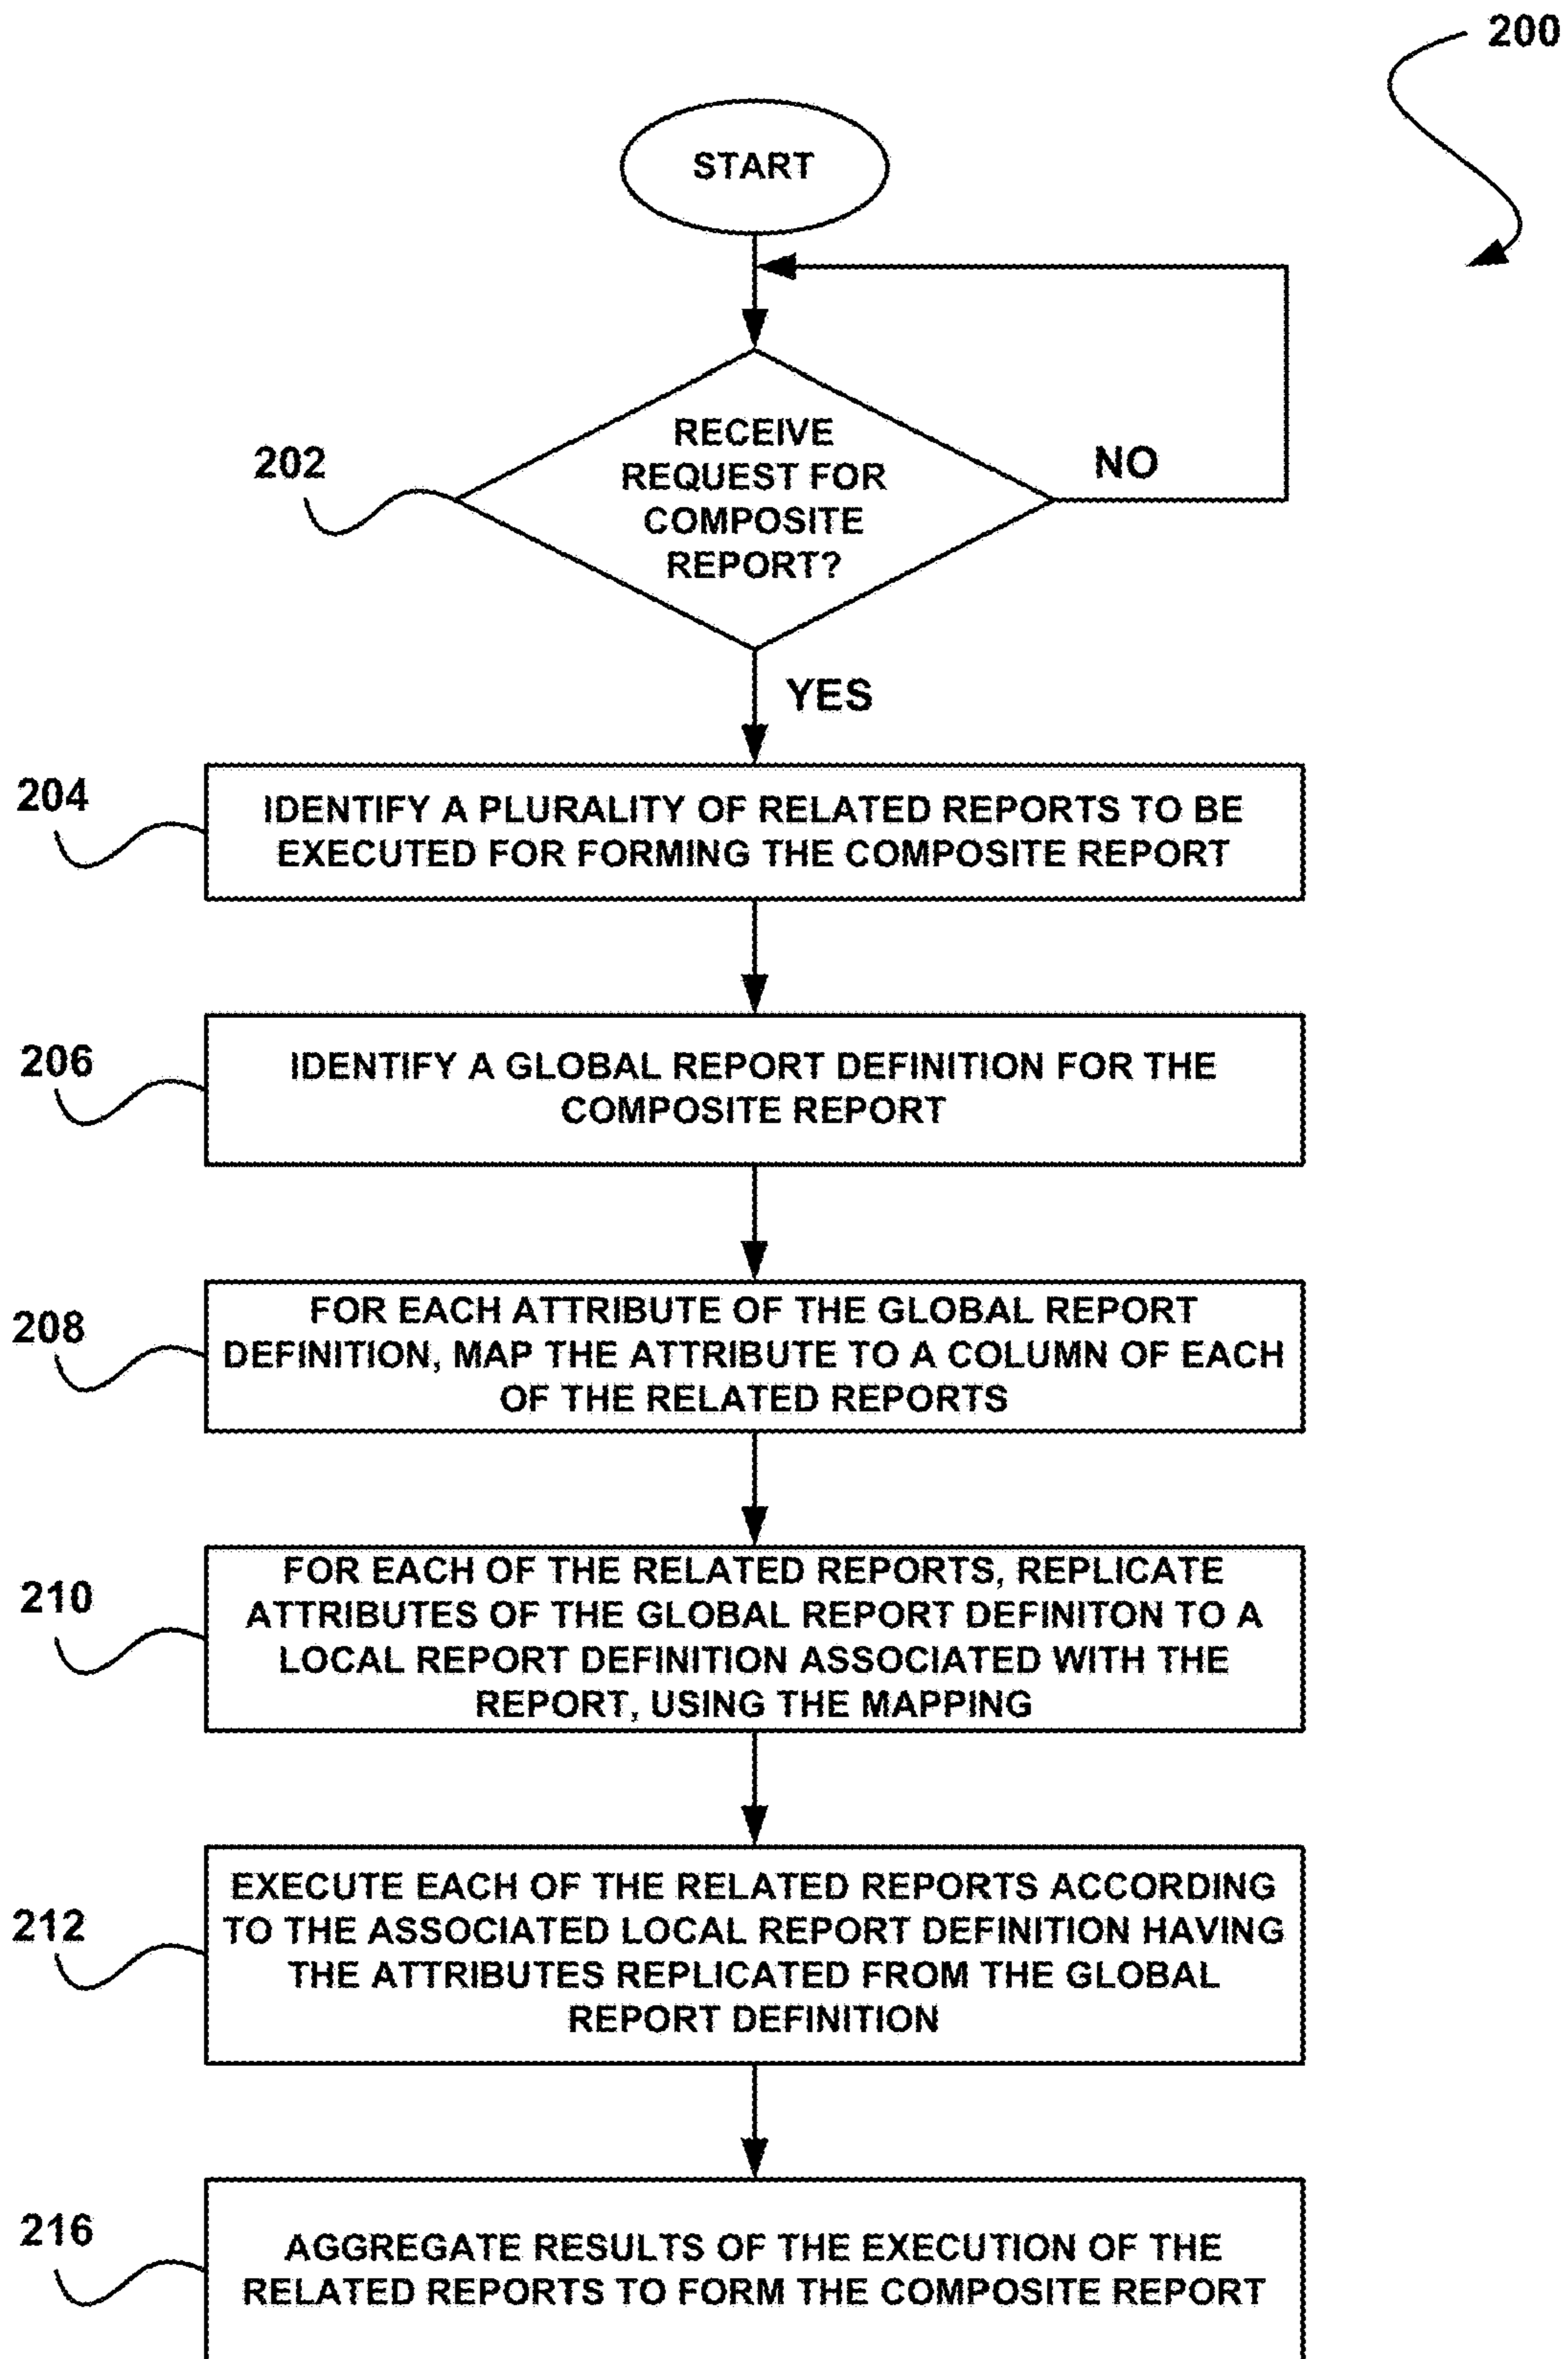 200
START
RECEIVE
REQUEST FOR
COMPOSITE
REPORT?
202
NO
YES
204
IDENTIFY A PLURALITY OF RELATED REPORTS TO BE
EXECUTED FOR FORMING THE COMPOSITE REPORT
206
IDENTIFY A GLOBAL REPORT DEFINITION FOR THE
COMPOSITE REPORT
208
FOR EACH ATTRIBUTE OF THE GLOBAL REPORT
DEFINITION, MAP THE ATTRIBUTE TO A COLUMN OF EACH
OF THE RELATED REPORTS
210
FOR EACH OF THE RELATED REPORTS, REPLICATE
ATTRIBUTES OF THE GLOBAL REPORT DEFINITON TO A
LOCAL REPORT DEFINITION ASSOCIATED WITH THE
REPORT, USING THE MAPPING
212
EXECUTE EACH OF THE RELATED REPORTS ACCORDING
TO THE ASSOCIATED LOCAL REPORT DEFINITION HAVING
THE ATTRIBUTES REPLICATED FROM THE GLOBAL
REPORT DEFINITION
216
AGGREGATE RESULTS OF THE EXECUTION OF THE
RELATED REPORTS TO FORM THE COMPOSITE REPORT